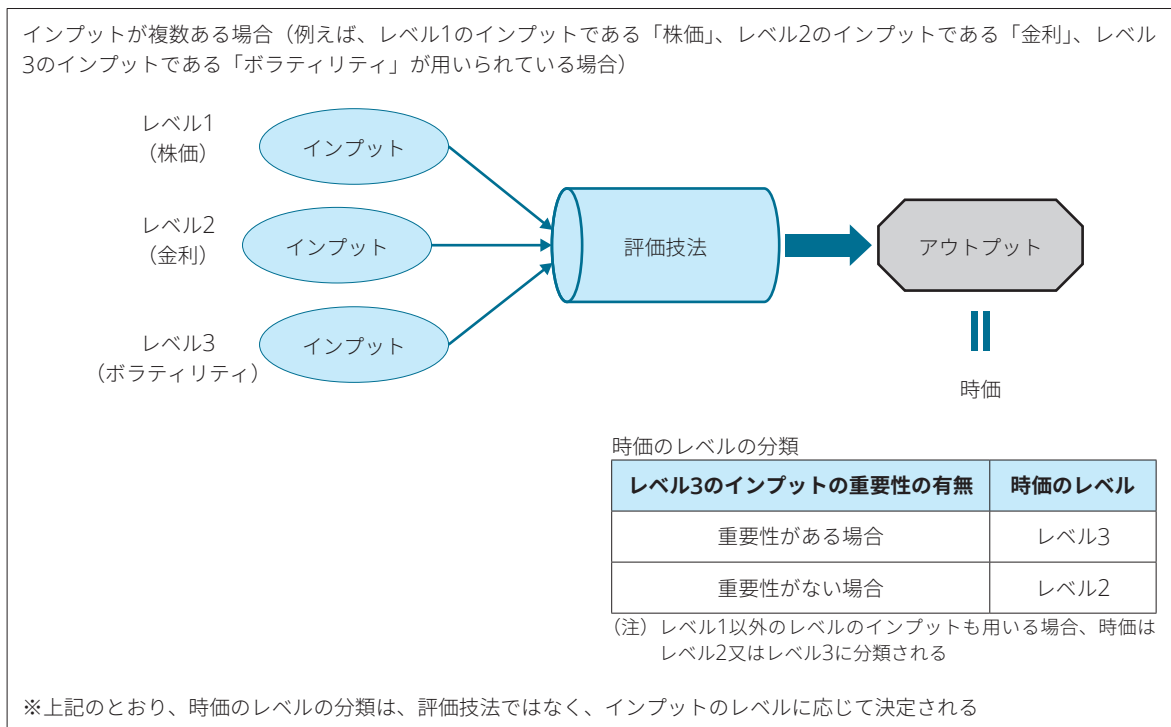 インプットが複数ある場合（例えば、レベル1のインプットである「株価」、レベル2のインプットである「金利」、レベル
3のインプットである「ボラティリティ」が用いられている場合）
レベル1
（株価）
インプット
レベル2
（金利）
インプット
レベル3
（ボラティリティ）
インプット
評価技法
アウトプット
時価
時価のレベルの分類
レベル3のインプットの重要性の有無 時価のレベル
重要性がある場合 レベル3
重要性がない場合 レベル2
（注）レベル1以外のレベルのインプットも用いる場合、時価は
レベル2又はレベル3に分類される
※上記のとおり、時価のレベルの分類は、評価技法ではなく、インプットのレベルに応じて決定される